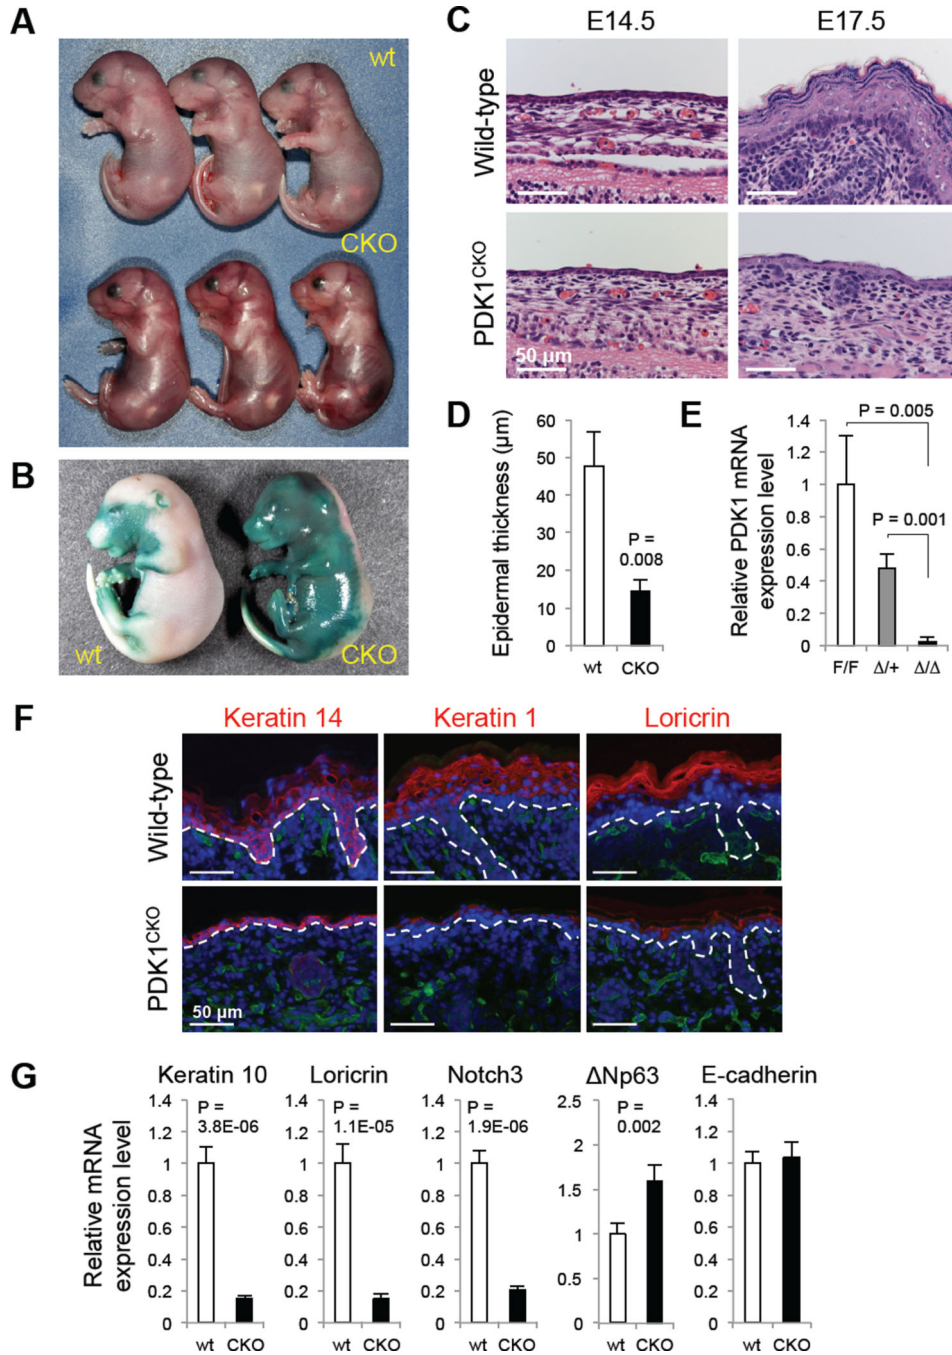 A
wt
CKO
B
wt
CKO
C
E14.5
E17.5
Wild-type
PDK1CKO
50 µm
D
Epidermal thickness (µm)
60
50
40
30
20
10
0
P =
0.008
wt
CKO
E
Relative PDK1 mRNA
expression level
1.4
1.2
1
0.8
0.6
0.4
0.2
0
P = 0.005
P = 0.001
F/F
Δ/+
Δ/Δ
F
Keratin 14
Keratin 1
Loricrin
Wild-type
PDK1CKO
50 µm
G
Relative mRNA
expression level
Keratin 10
1.4
1.2
1
0.8
0.6
0.4
0.2
0
P =
3.8E-06
wt CKO
Loricrin
1.4
1.2
1
0.8
0.6
0.4
0.2
0
P =
1.1E-05
wt CKO
Notch3
1.4
1.2
1
0.8
0.6
0.4
0.2
0
P =
1.9E-06
wt CKO
ΔNp63
2.5
2
1.5
1
0.5
0
P =
0.002
wt CKO
E-cadherin
1.4
1.2
1
0.8
0.6
0.4
0.2
0
wt CKO